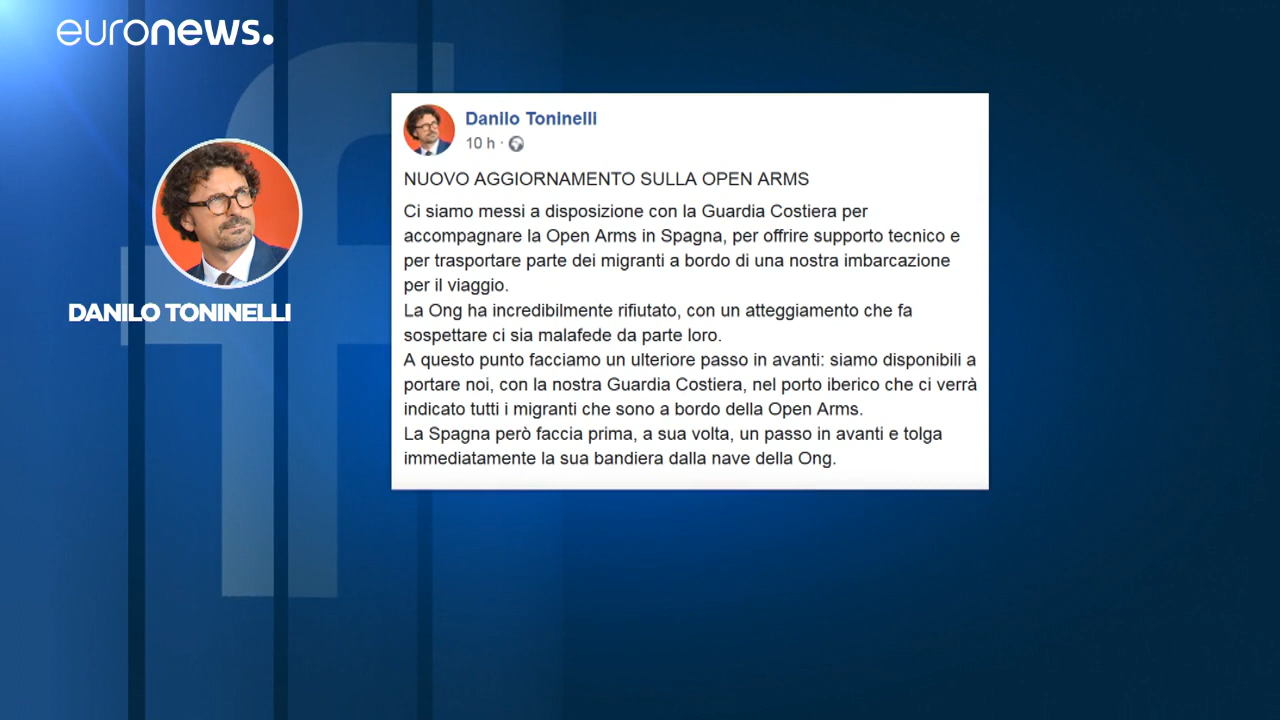 euronews.
DANILO TONINELLI
Danilo Toninelli
10 h ·
NUOVO AGGIORNAMENTO SULLA OPEN ARMS
Ci siamo messi a disposizione con la Guardia Costiera per
accompagnare la Open Arms in Spagna, per offrire supporto tecnico e
per trasportare parte dei migranti a bordo di una nostra imbarcazione
per il viaggio.
La Ong ha incredibilmente rifiutato, con un atteggiamento che fa
sospettare ci sia malafede da parte loro.
A questo punto facciamo un ulteriore passo in avanti: siamo disponibili a
portare noi, con la nostra Guardia Costiera, nel porto iberico che ci verrà
indicato tutti i migranti che sono a bordo della Open Arms.
La Spagna però faccia prima, a sua volta, un passo in avanti e tolga
immediatamente la sua bandiera dalla nave della Ong.